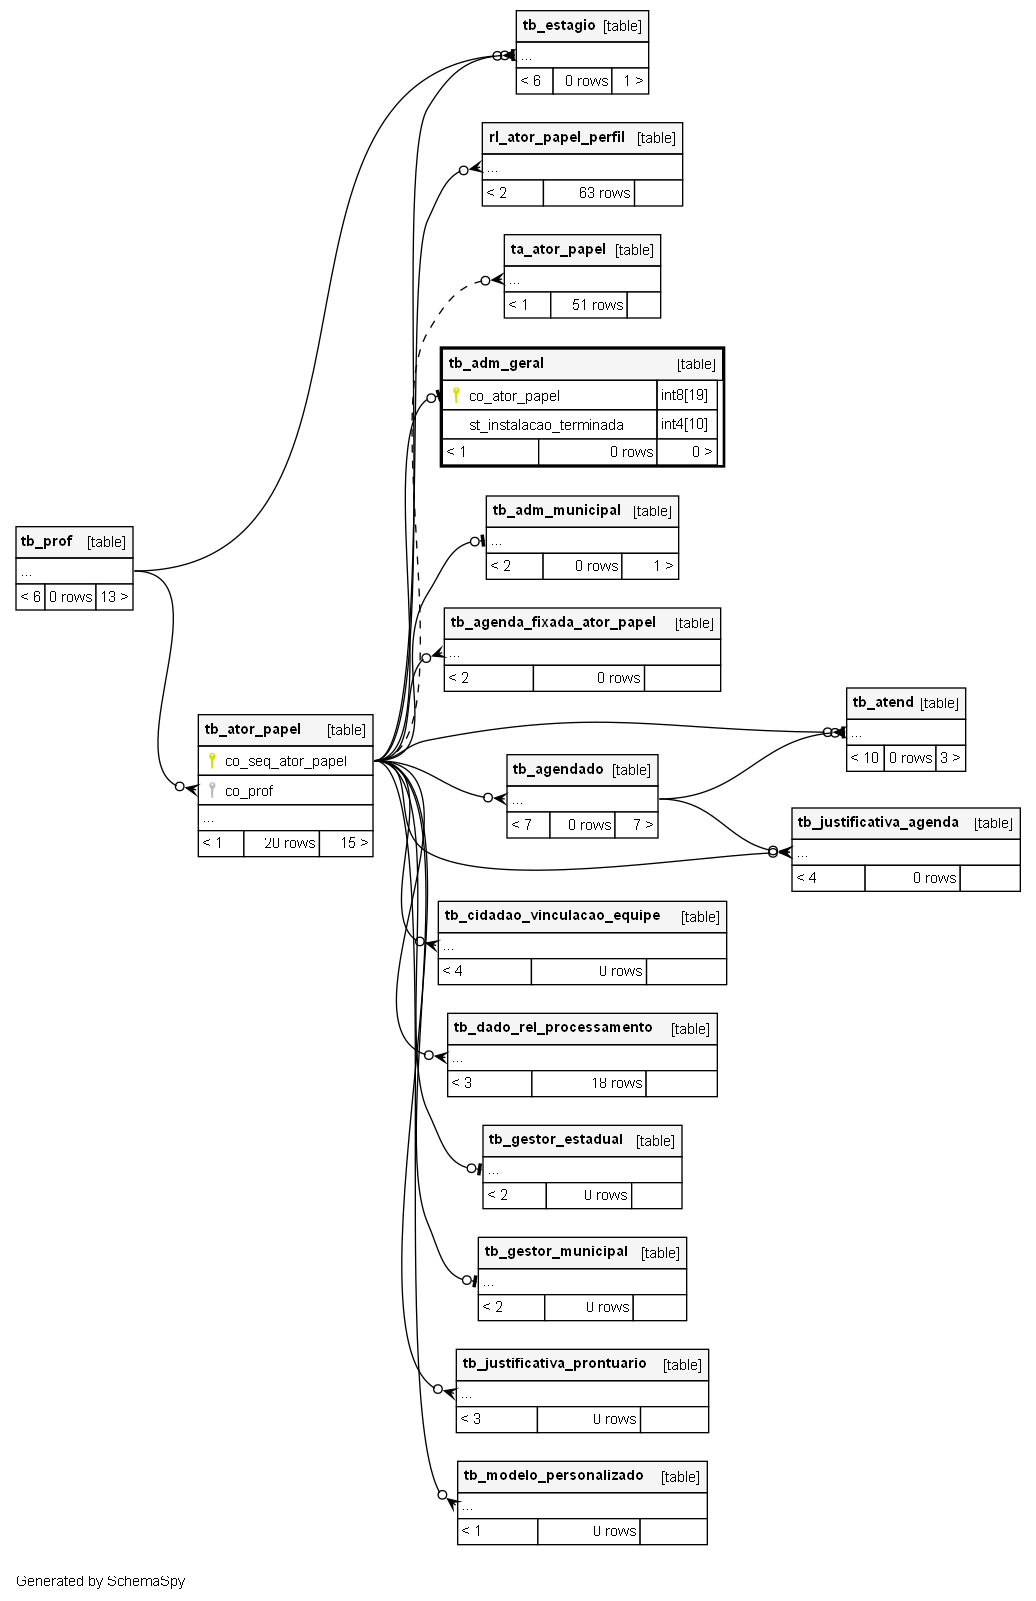 tb_estagio [table]
...
< 6 0 rows 1 >
rl_ator_papel_perfil [table]
...
< 2 63 rows
ta_ator_papel [table]
...
< 1 51 rows
tb_adm_geral [table]
co_ator_papel int8[19]
st_instalacao_terminada int4[10]
< 1 0 rows 0 >
tb_adm_municipal [table]
...
< 2 0 rows 1 >
tb_prof [table]
...
< 6 0 rows 13 >
tb_agenda_fixada_ator_papel [table]
...
< 2 0 rows
tb_ator_papel [table]
co_seq_ator_papel
co_prof
...
< 1 20 rows 15 >
tb_atend [table]
...
< 10 0 rows 3 >
tb_agendado [table]
...
< 7 0 rows 7 >
tb_justificativa_agenda [table]
...
< 4 0 rows
tb_cidadao_vinculacao_equipe [table]
...
< 4 0 rows
tb_dado_rel_processamento [table]
...
< 3 18 rows
tb_gestor_estadual [table]
...
< 2 0 rows
tb_gestor_municipal [table]
...
< 2 0 rows
tb_justificativa_prontuario [table]
...
< 3 0 rows
tb_modelo_personalizado [table]
...
< 1 0 rows
Generated by SchemaSpy